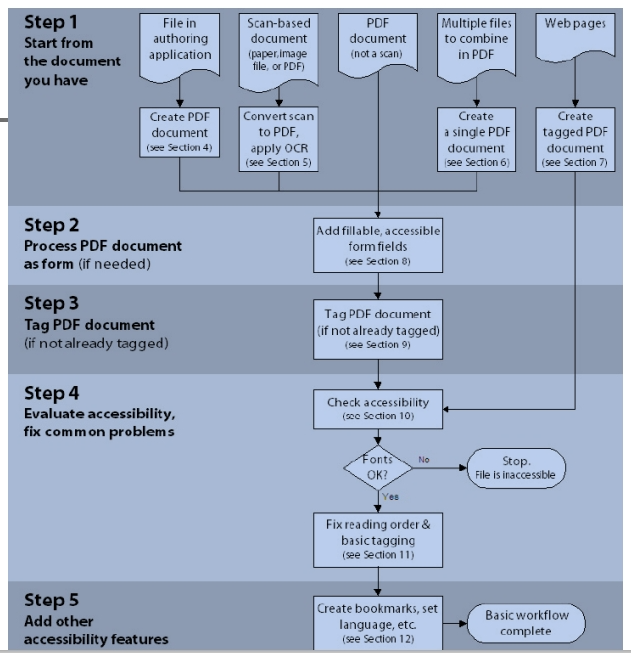 Step 1
Start from
the document
you have
File in
authoring
application
Scan-based
document
(paper, image
file, or PDF)
PDF
document
(not a scan)
Multiple files
to combine
in PDF
Web pages
Create PDF
document
(see Section 4)
Convert scan
to PDF,
apply OCR
(see Section 5)
Create
a single PDF
document
(see Section 6)
Create
tagged PDF
document
(see Section 7)
Step 2
Process PDF document
as form (if needed)
Add fillable, accessible
form fields
(see Section 8)
Step 3
Tag PDF document
(if not already tagged)
Tag PDF document
(if not already tagged)
(see Section 9)
Step 4
Evaluate accessibility,
fix common problems
Check accessibility
(see Section 10)
Fonts
OK?
No
Stop.
File is inaccessible
Yes
Fix reading order &
basic tagging
(see Section 11)
Step 5
Add other
accessibility features
Create bookmarks, set
language, etc.
(see Section 12)
Basic workflow
complete